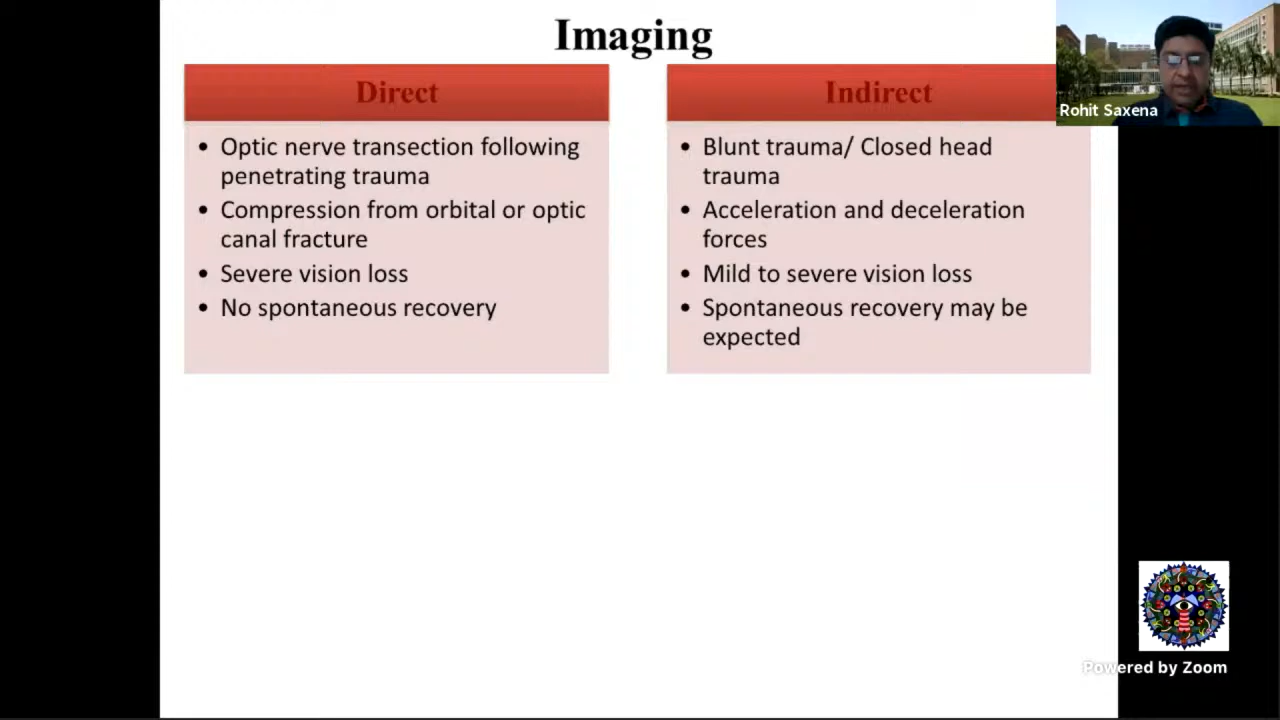 Imaging
Direct
• Optic nerve transection following
penetrating trauma
• Compression from orbital or optic
canal fracture
• Severe vision loss
• No spontaneous recovery
Indirect
• Blunt trauma/ Closed head
trauma
• Acceleration and deceleration
forces
• Mild to severe vision loss
• Spontaneous recovery may be
expected
Rohit Saxena
Powered by Zoom